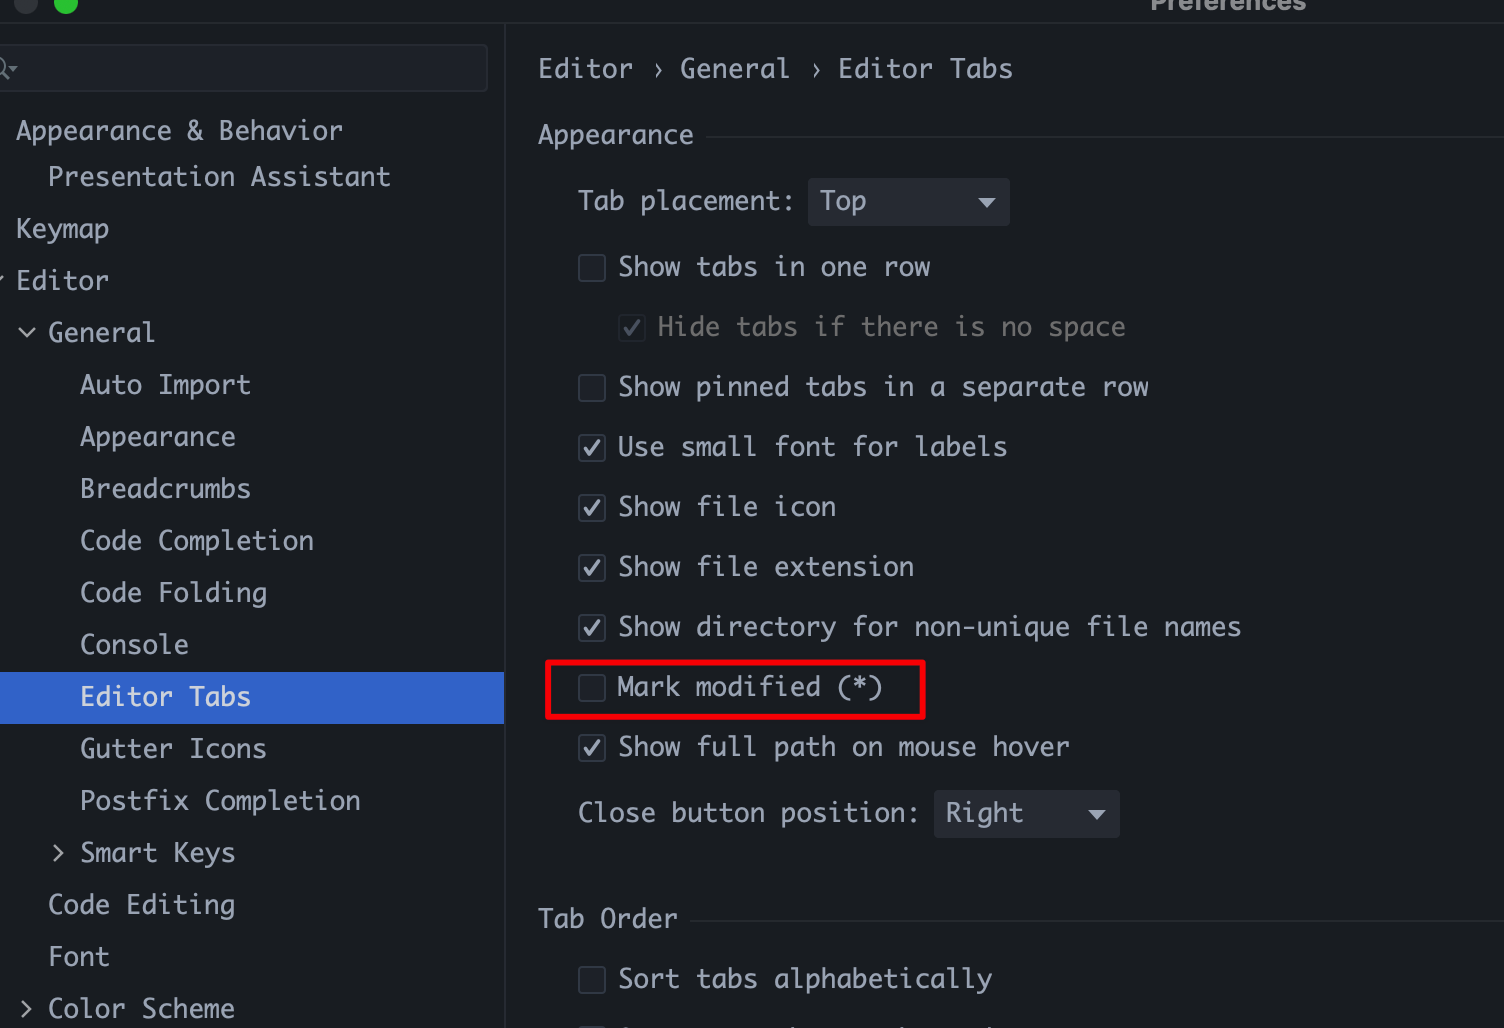 Preferences
Appearance & Behavior
Presentation Assistant
Keymap
Editor
General
Auto Import
Appearance
Breadcrumbs
Code Completion
Code Folding
Console
Editor Tabs
Gutter Icons
Postfix Completion
Smart Keys
Code Editing
Font
Color Scheme
Editor › General › Editor Tabs
Appearance
Tab placement: Top
Show tabs in one row
Hide tabs if there is no space
Show pinned tabs in a separate row
Use small font for labels
Show file icon
Show file extension
Show directory for non-unique file names
Mark modified (*)
Show full path on mouse hover
Close button position: Right
Tab Order
Sort tabs alphabetically